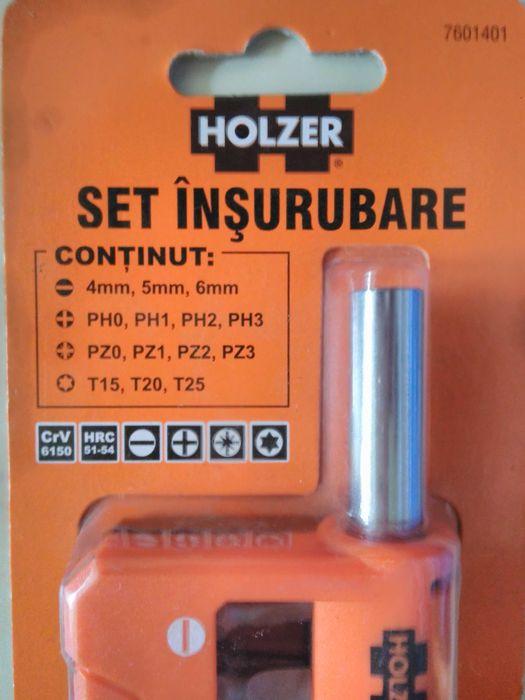 7601401
HOLZER
®
SET ÎNŞURUBARE
CONŢINUT:
4mm, 5mm, 6mm
PH0, PH1, PH2, PH3
PZ0, PZ1, PZ2, PZ3
T15, T20, T25
CrV
6150
HRC
51-54
HOL